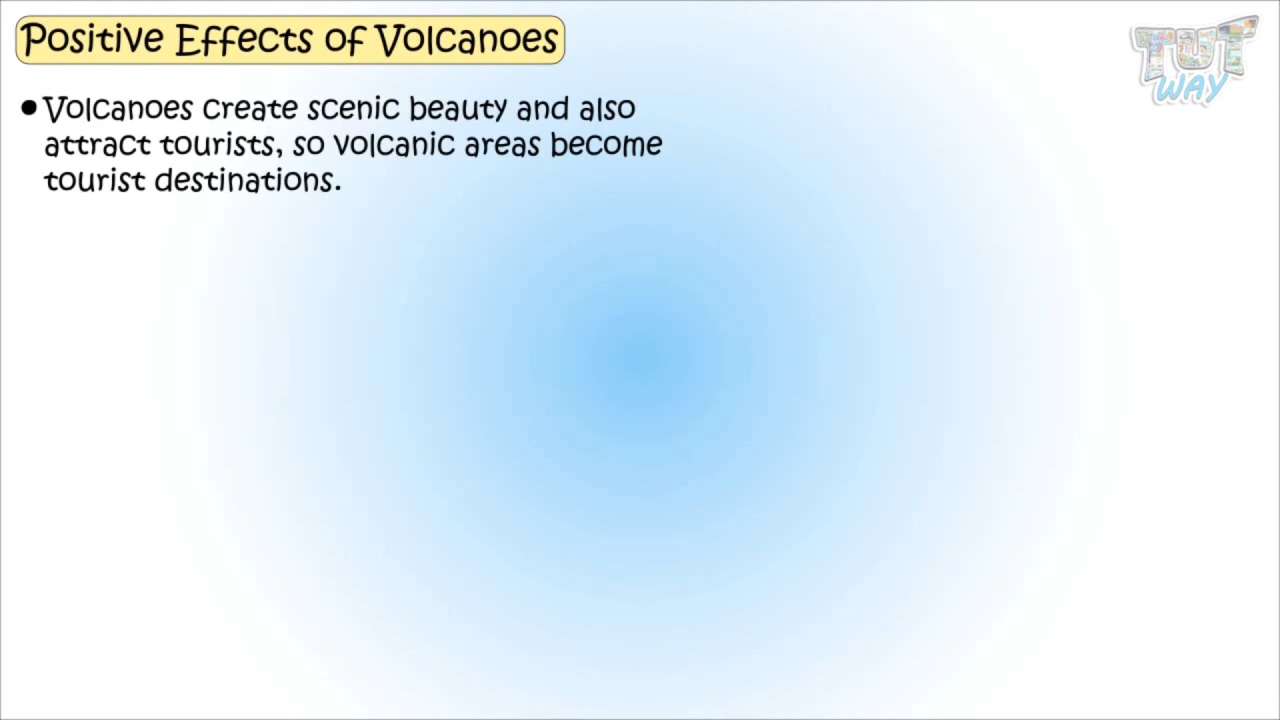 Positive Effects of Volcanoes
TUT
WAY
•Volcanoes create scenic beauty and also
attract tourists, so volcanic areas become
tourist destinations.